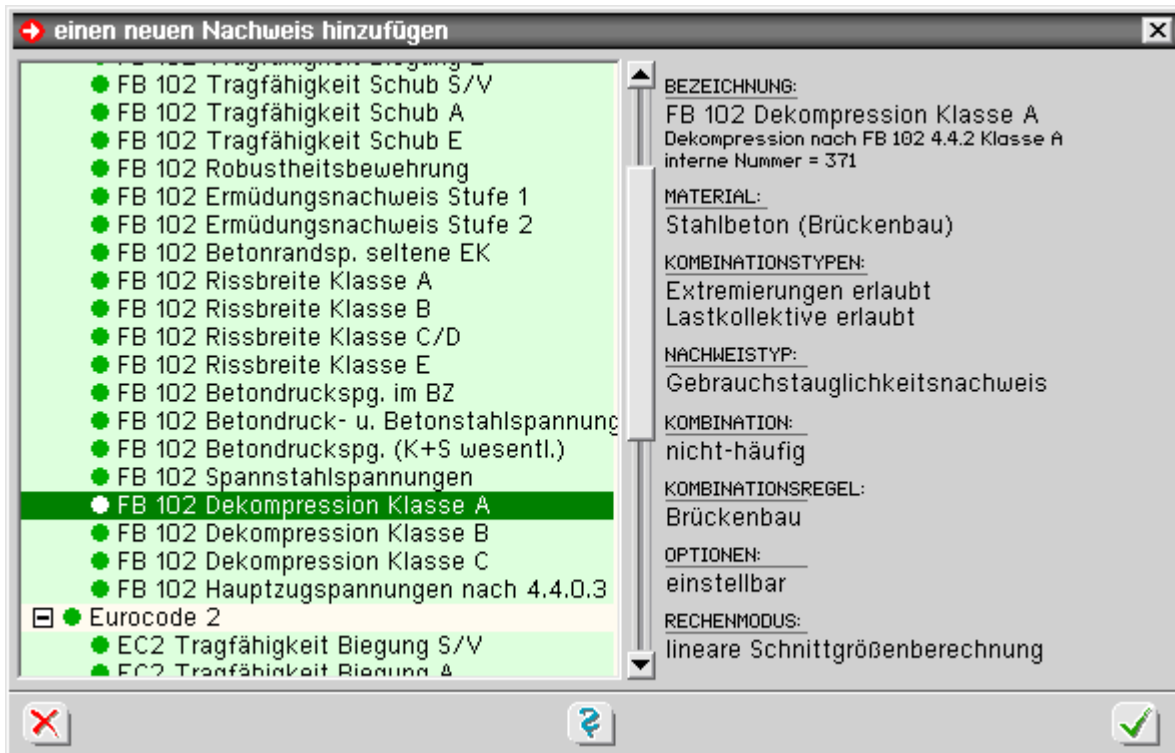 einen neuen Nachweis hinzufügen
FB 102 Tragfähigkeit Schub S/V
FB 102 Tragfähigkeit Schub A
FB 102 Tragfähigkeit Schub E
FB 102 Robustheitsbewehrung
FB 102 Ermüdungsnachweis Stufe 1
FB 102 Ermüdungsnachweis Stufe 2
FB 102 Betonrandsp. seltene EK
FB 102 Rissbreite Klasse A
FB 102 Rissbreite Klasse B
FB 102 Rissbreite Klasse C/D
FB 102 Rissbreite Klasse E
FB 102 Betondruckspg. im BZ
FB 102 Betondruck- u. Betonstahlspannung
FB 102 Betondruckspg. (K+S wesentl.)
FB 102 Spannstahlspannungen
FB 102 Dekompression Klasse A
FB 102 Dekompression Klasse B
FB 102 Dekompression Klasse C
FB 102 Hauptzugspannungen nach 4.4.0.3
Eurocode 2
EC2 Tragfähigkeit Biegung S/V
EC2 Tragfähigkeit Biegung A
BEZEICHNUNG:
FB 102 Dekompression Klasse A
Dekompression nach FB 102 4.4.2 Klasse A
interne Nummer = 371
MATERIAL:
Stahlbeton (Brückenbau)
KOMBINATIONSTYPEN:
Extremierungen erlaubt
Lastkollektive erlaubt
NACHWEISTYP:
Gebrauchstauglichkeitsnachweis
KOMBINATION:
nicht-häufig
KOMBINATIONSREGEL:
Brückenbau
OPTIONEN:
einstellbar
RECHENMODUS:
lineare Schnittgrößenberechnung